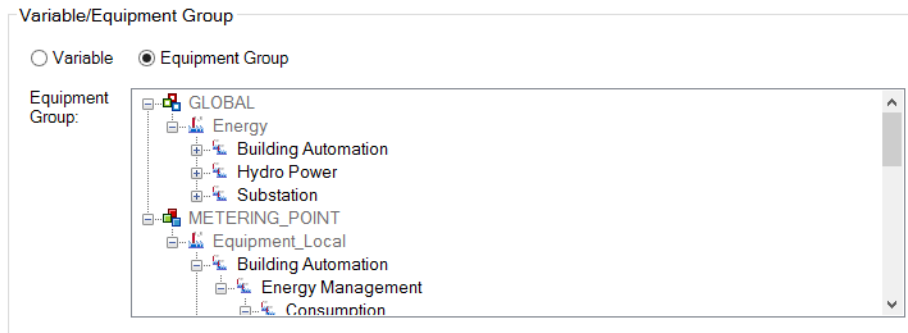 Variable/Equipment Group
Variable
Equipment Group
Equipment
Group:
GLOBAL
Energy
Building Automation
Hydro Power
Substation
METERING_POINT
Equipment_Local
Building Automation
Energy Management
Consumption